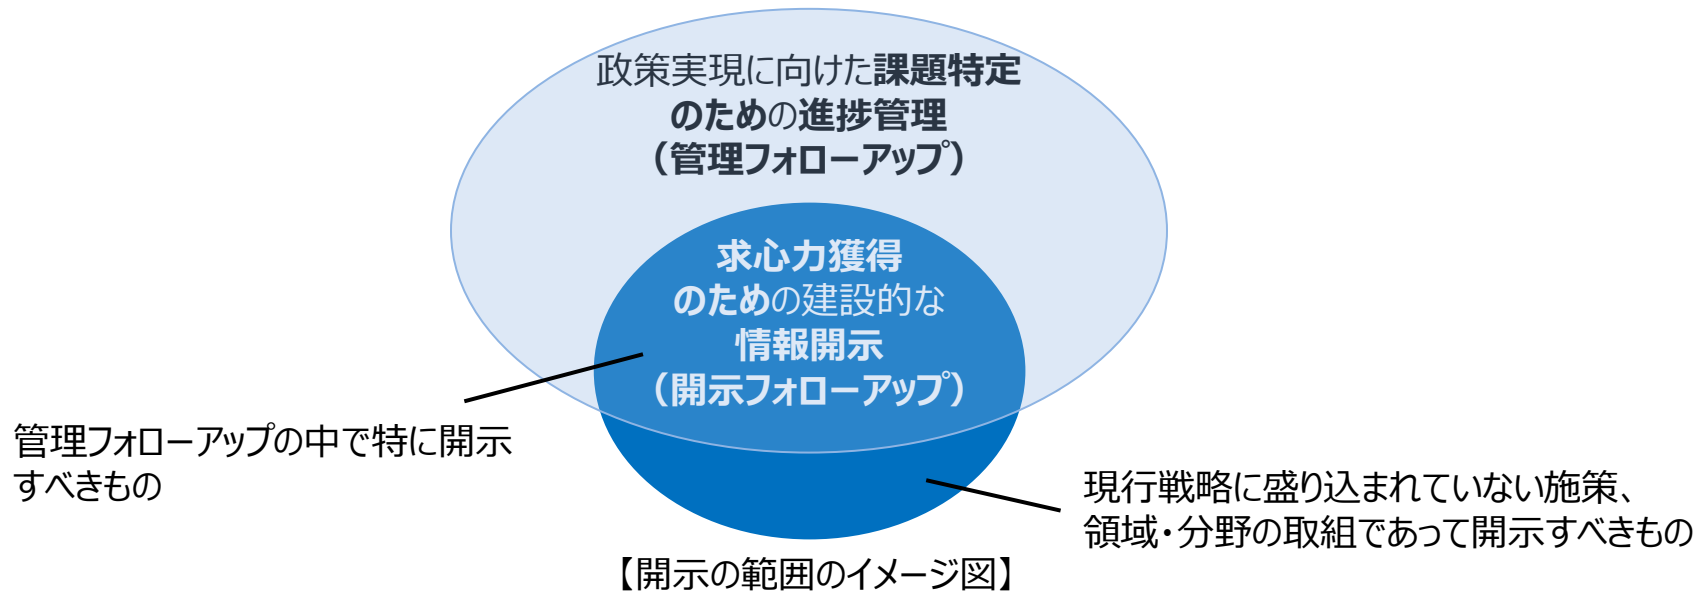 政策実現に向けた課題特定
のための進捗管理
（管理フォローアップ）
求心力獲得
のための建設的な
情報開示
（開示フォローアップ）
管理フォローアップの中で特に開示
すべきもの
現行戦略に盛り込まれていない施策、
領域・分野の取組であって開示すべきもの
【開示の範囲のイメージ図】